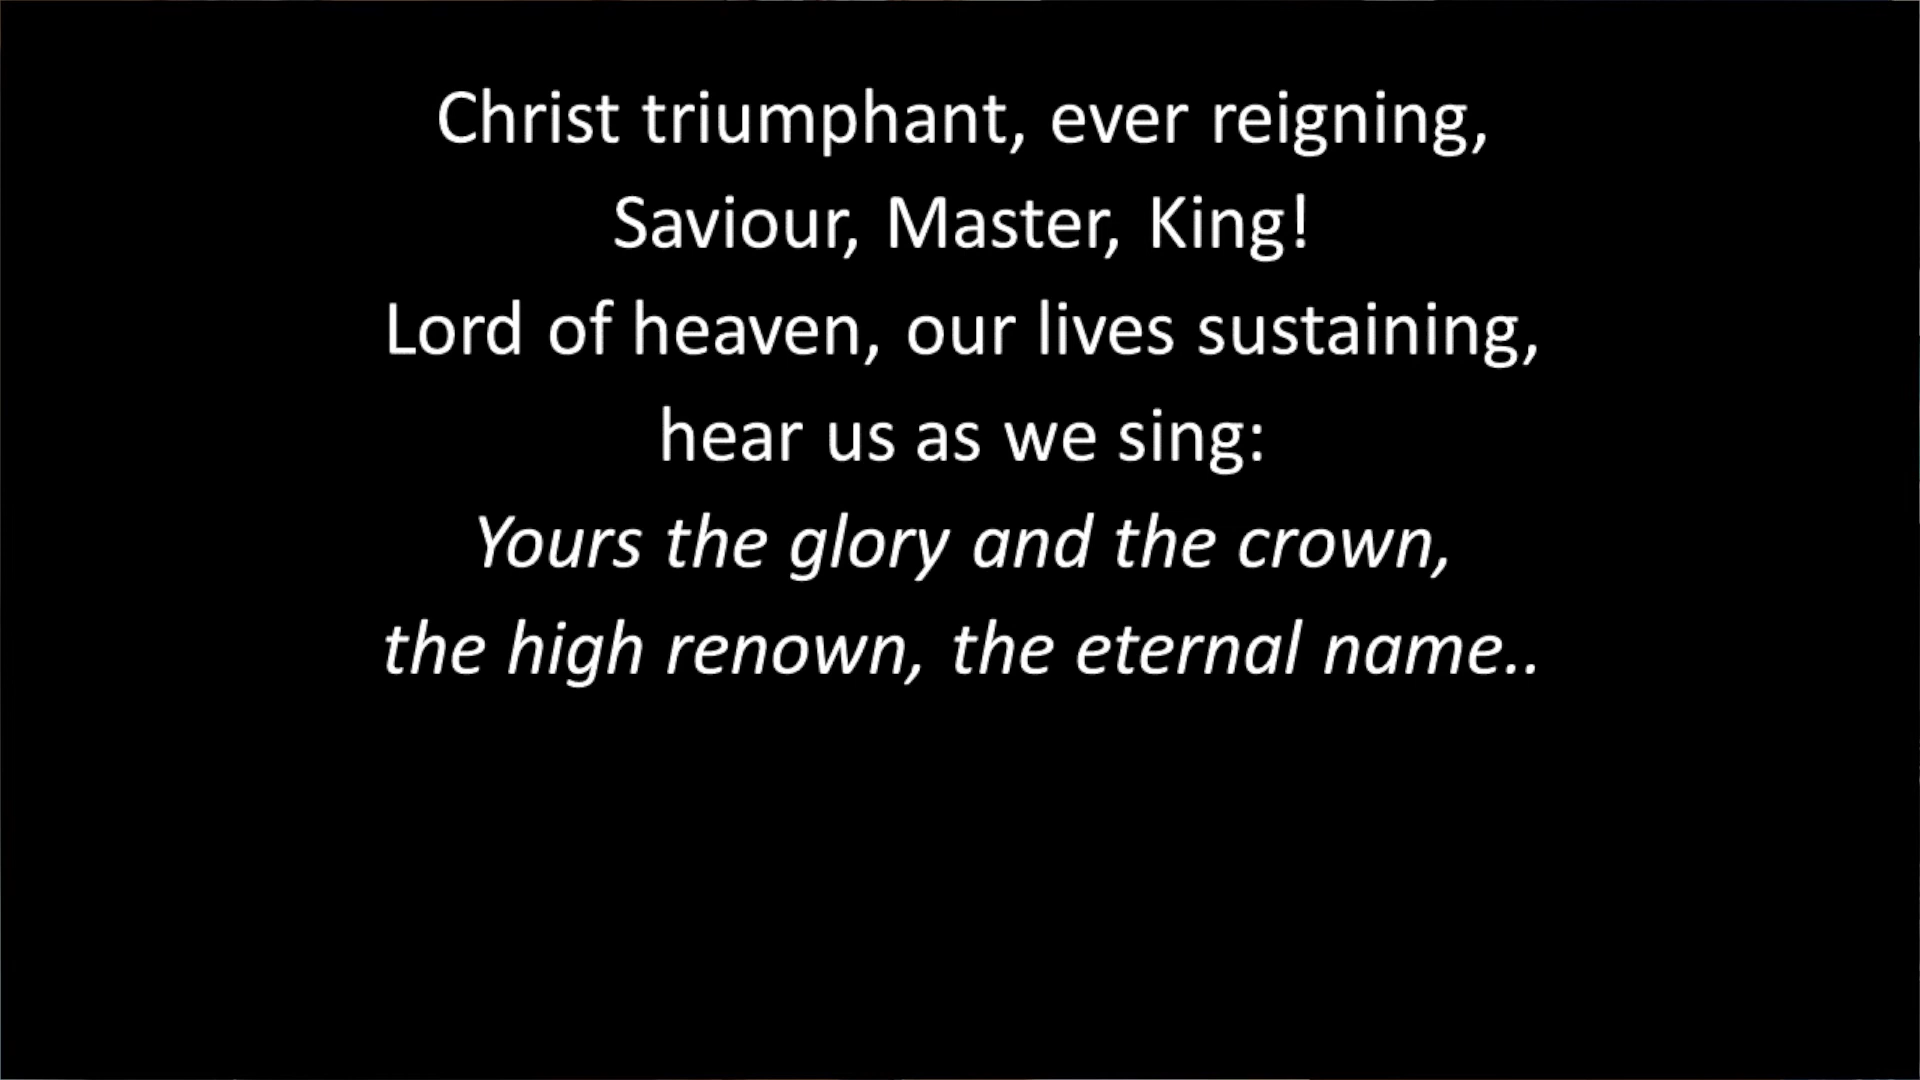 Christ triumphant, ever reigning,
Saviour, Master, King!
Lord of heaven, our lives sustaining,
hear us as we sing:
Yours the glory and the crown,
the high renown, the eternal name..